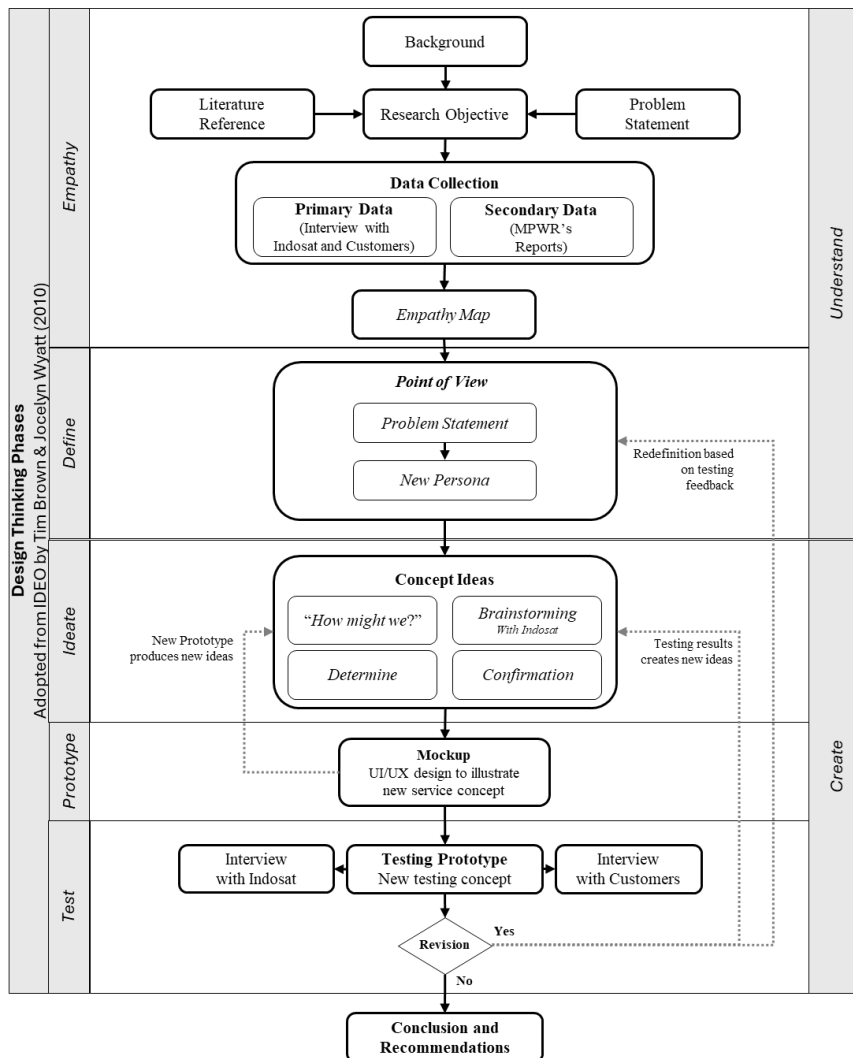 Design Thinking Phases
Adopted from IDEO by Tim Brown & Jocelyn Wyatt (2010)
Empathy
Understand
Background
Literature
Reference
Research Objective
Problem
Statement
Data Collection
Primary Data
(Interview with
Indosat and Customers)
Secondary Data
(MPWR's
Reports)
Empathy Map
Define
Point of View
Problem Statement
New Persona
Redefinition based
on testing
feedback
Ideate
Create
Concept Ideas
"How might we?"
Brainstorming
With Indosat
Determine
Confirmation
New Prototype
produces new ideas
Testing results
creates new ideas
Prototype
Mockup
UI/UX design to illustrate
new service concept
Test
Interview
with Indosat
Testing Prototype
New testing concept
Interview
with Customers
Revision
Yes
No
Conclusion and
Recommendations